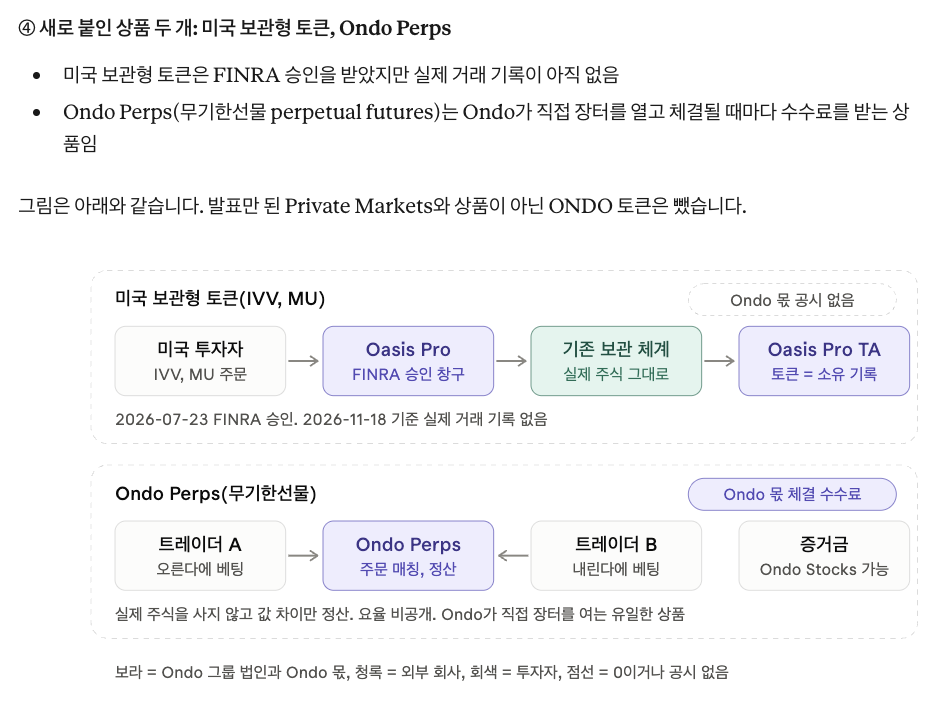 ④ 새로 붙인 상품 두 개: 미국 보관형 토큰, Ondo Perps
• 미국 보관형 토큰은 FINRA 승인을 받았지만 실제 거래 기록이 아직 없음
• Ondo Perps(무기한선물 perpetual futures)는 Ondo가 직접 장터를 열고 체결될 때마다 수수료를 받는 상
품임
그림은 아래와 같습니다. 발표만 된 Private Markets와 상품이 아닌 ONDO 토큰은 뺐습니다.
미국 보관형 토큰(IVV, MU)
Ondo 몫 공시 없음
미국 투자자
IVV, MU 주문
Oasis Pro
FINRA 승인 창구
기존 보관 체계
실제 주식 그대로
Oasis Pro TA
토큰 = 소유 기록
2026-07-23 FINRA 승인. 2026-11-18 기준 실제 거래 기록 없음
Ondo Perps(무기한선물)
Ondo 몫 체결 수수료
트레이더 A
오른다에 베팅
Ondo Perps
주문 매칭, 정산
트레이더 B
내린다에 베팅
증거금
Ondo Stocks 가능
실제 주식을 사지 않고 값 차이만 정산. 요율 비공개. Ondo가 직접 장터를 여는 유일한 상품
보라 = Ondo 그룹 법인과 Ondo 몫, 청록 = 외부 회사, 회색 = 투자자, 점선 = 0이거나 공시 없음